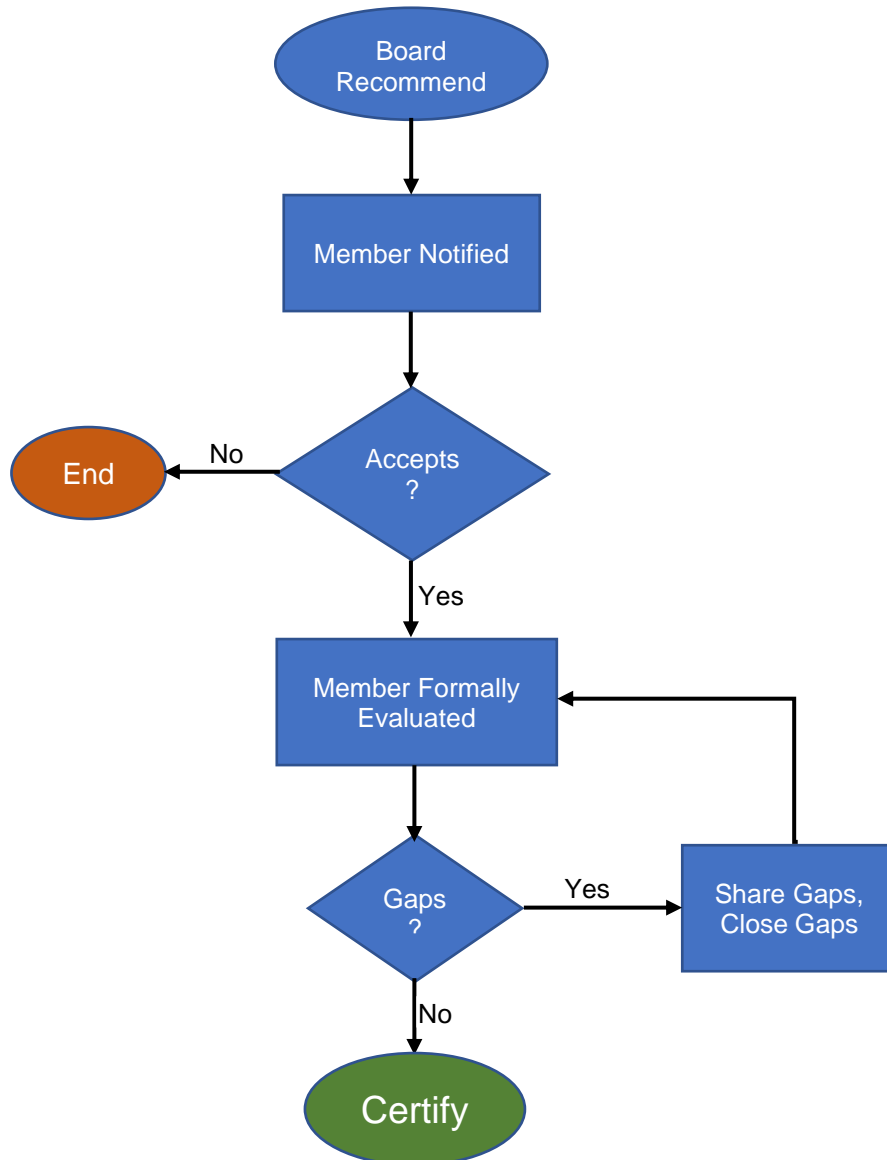 Board
Recommend
Member Notified
No
End
Accepts
?
Yes
Member Formally
Evaluated
Gaps
?
Yes
Share Gaps,
Close Gaps
No
Certify